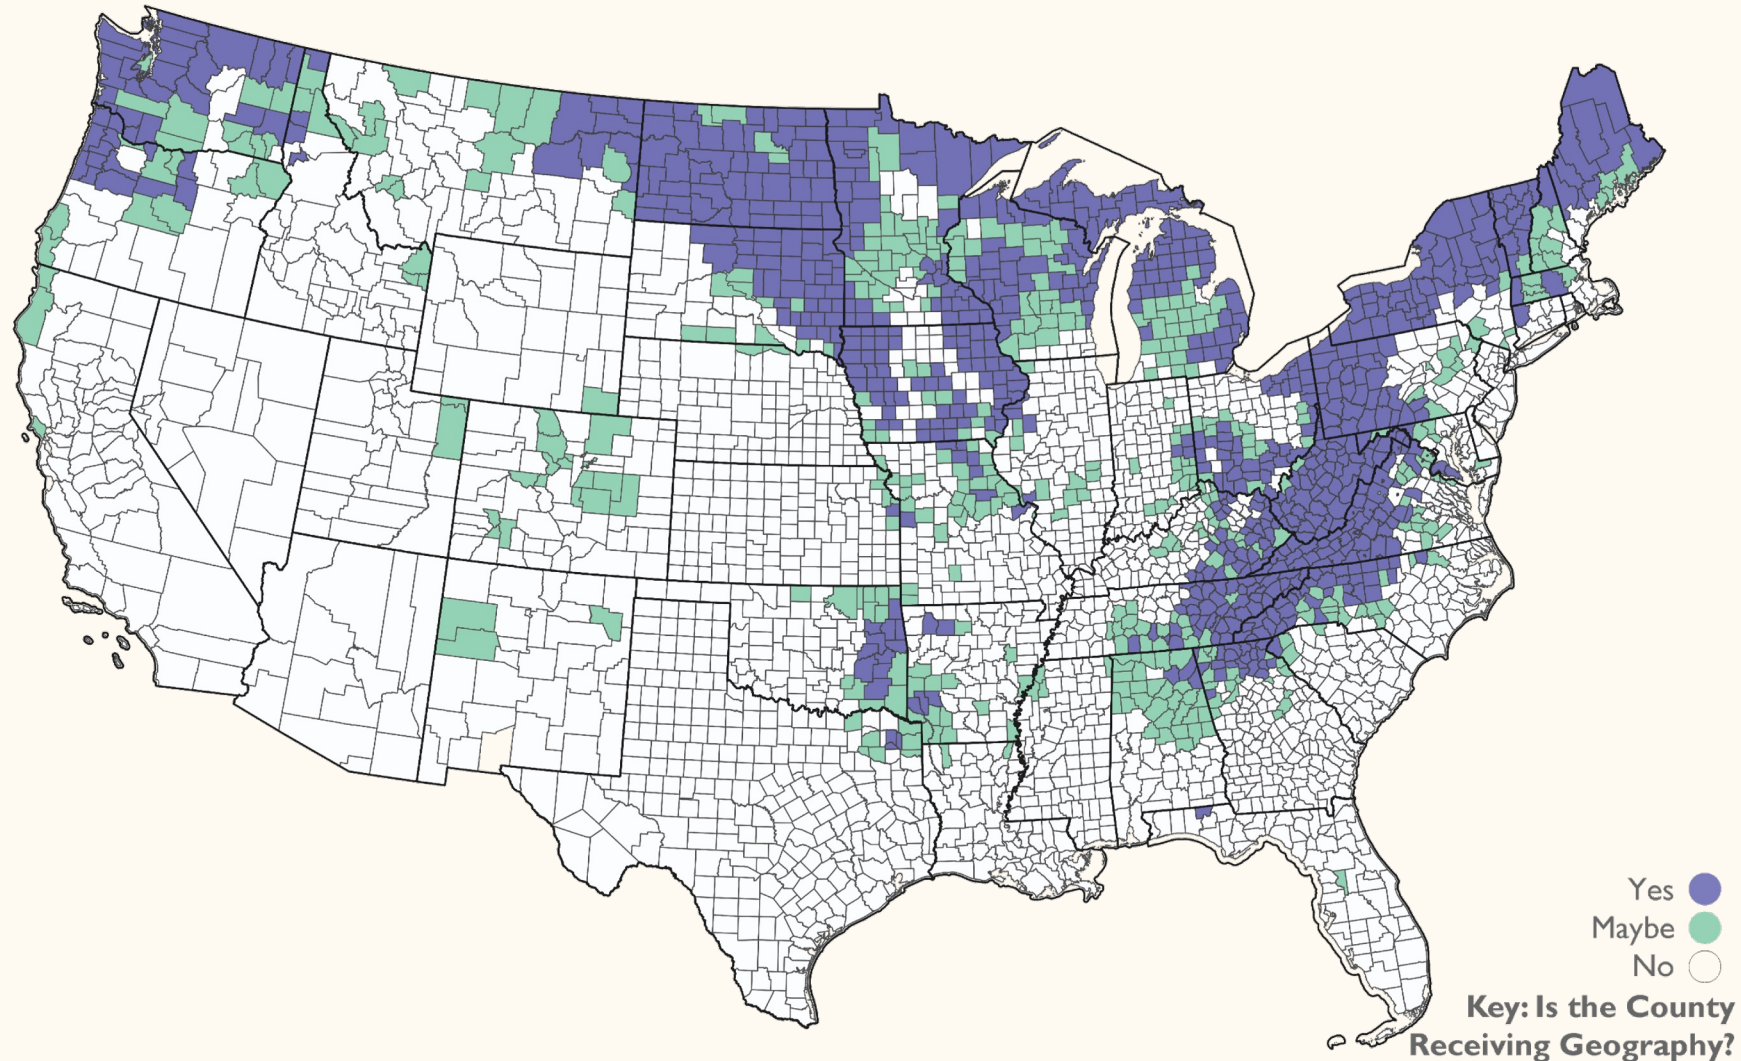 Yes
Maybe
No
Key: Is the County
Receiving Geography?